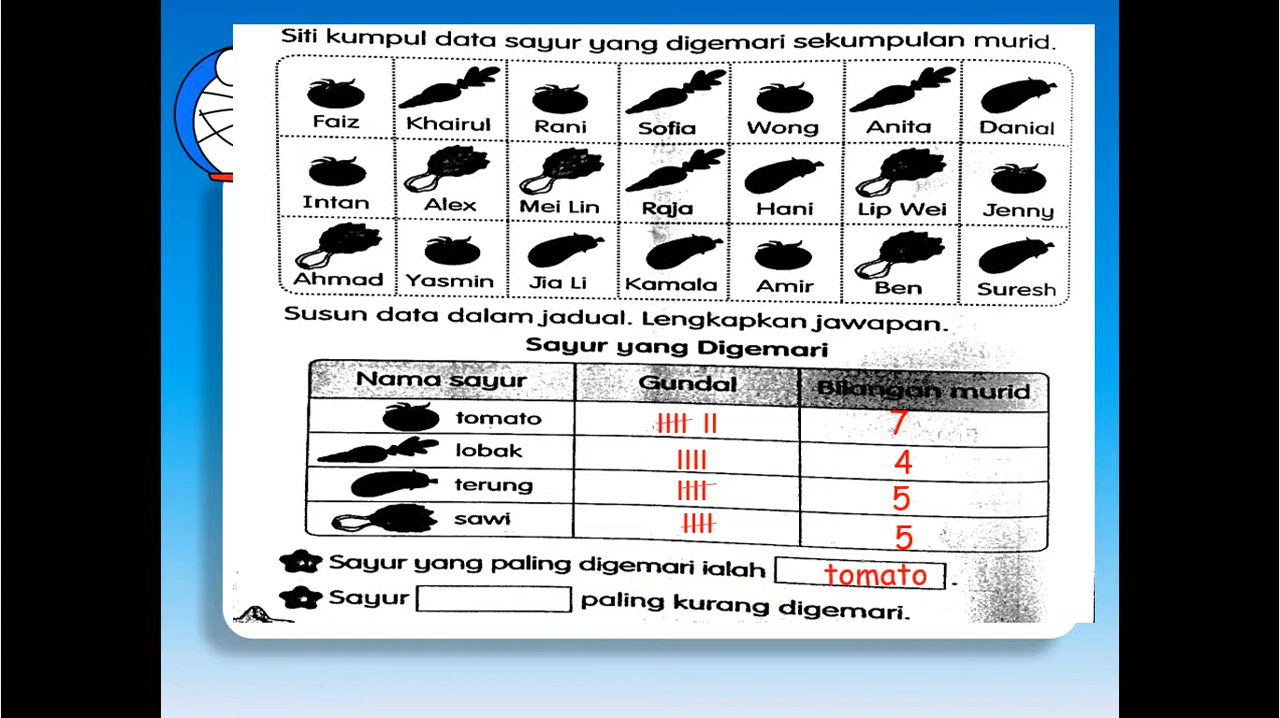 Siti kumpul data sayur yang digemari sekumpulan murid.
Faiz Khairul Rani Sofia Wong Anita Danial
Intan Alex Mei Lin Raja Hani Lip Wei Jenny
Ahmad Yasmin Jia Li Kamala Amir Ben Suresh
Susun data dalam jadual. Lengkapkan jawapan.
Sayur yang Digemari
Nama sayur Gundal Bilangan murid
tomato 7
lobak 4
terung 5
sawi 5
Sayur yang paling digemari ialah tomato .
Sayur paling kurang digemari.